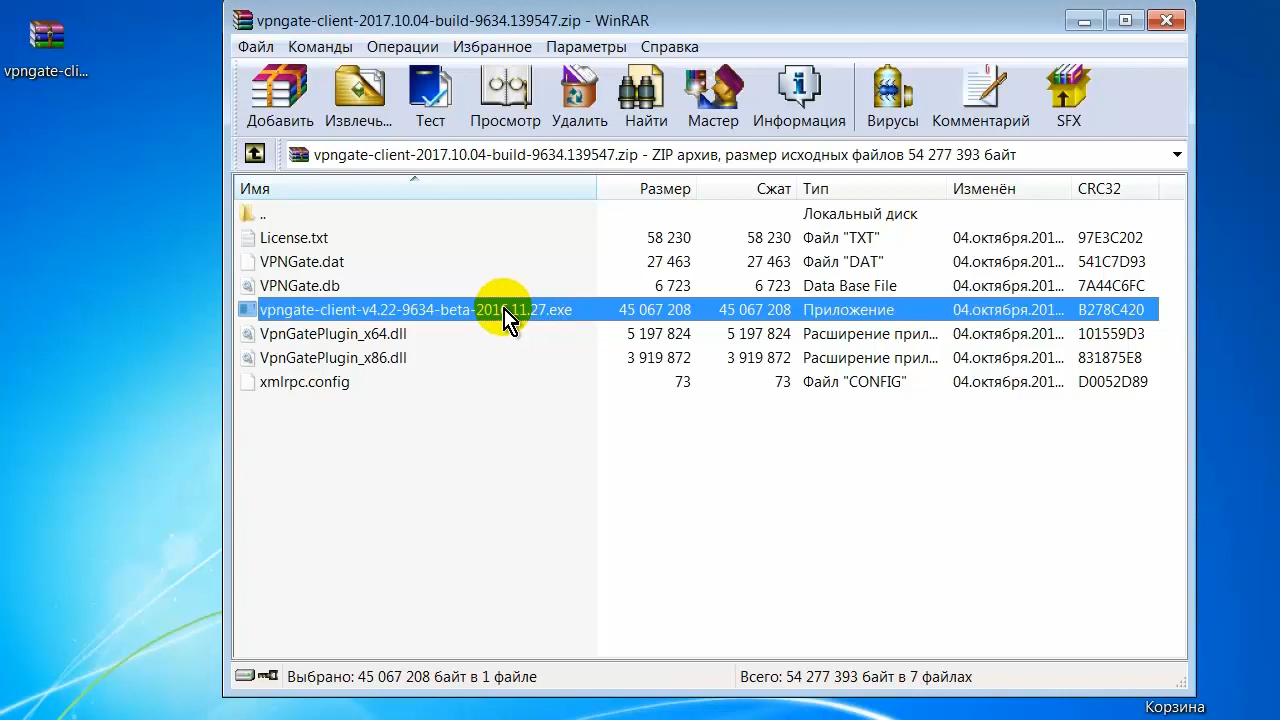 vpngate-cli...
vpngate-client-2017.10.04-build-9634.139547.zip - WinRAR
Файл Команды Операции Избранное Параметры Справка
Добавить Извлечь... Тест Просмотр Удалить Найти Мастер Информация Вирусы Комментарий SFX
vpngate-client-2017.10.04-build-9634.139547.zip - ZIP архив, размер исходных файлов 54 277 393 байт
Имя Размер Сжат Тип Изменён CRC32
.. Локальный диск
License.txt 58 230 58 230 Файл "TXT" 04.октября.201... 97E3C202
VPNGate.dat 27 463 27 463 Файл "DAT" 04.октября.201... 541C7D93
VPNGate.db 6 723 6 723 Data Base File 04.октября.201... 7A44C6FC
vpngate-client-v4.22-9634-beta-2016.11.27.exe 45 067 208 45 067 208 Приложение 04.октября.201... B278C420
VpnGatePlugin_x64.dll 5 197 824 5 197 824 Расширение прил... 04.октября.201... 101559D3
VpnGatePlugin_x86.dll 3 919 872 3 919 872 Расширение прил... 04.октября.201... 831875E8
xmlrpc.config 73 73 Файл "CONFIG" 04.октября.201... D0052D89
Выбрано: 45 067 208 байт в 1 файле Всего: 54 277 393 байт в 7 файлах
Корзина